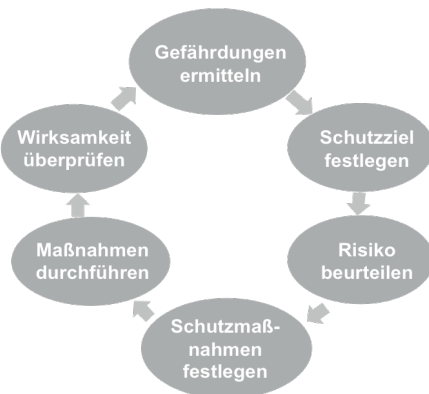 Gefährdungen
ermitteln
Schutzziel
festlegen
Risiko
beurteilen
Schutzmaß-
nahmen
festlegen
Maßnahmen
durchführen
Wirksamkeit
überprüfen